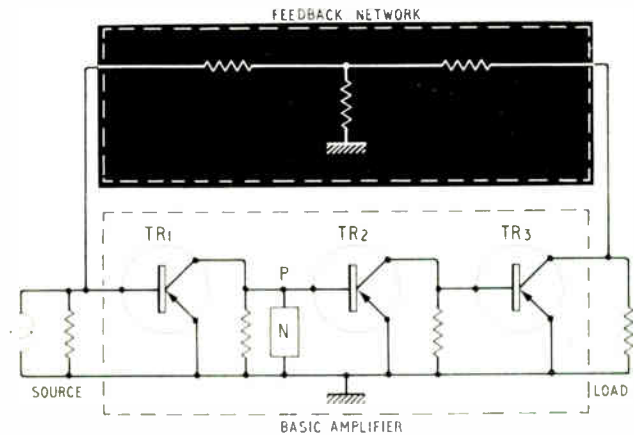 FEEDBACK NETWORK
TR1 TR2 TR3
P
N
SOURCE LOAD
BASIC AMPLIFIER